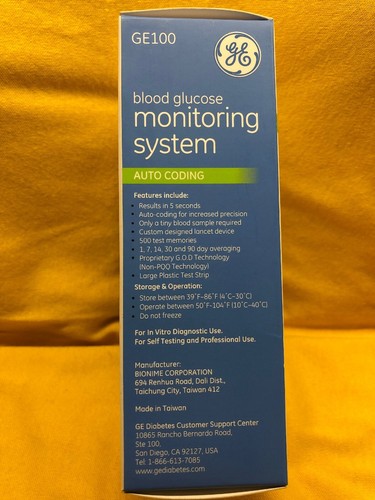 GE100
GE
blood glucose
monitoring
system
AUTO CODING
Features include:
• Results in 5 seconds
• Auto-coding for increased precision
• Only a tiny blood sample required
• Custom designed lancet device
• 500 test memories
• 1, 7, 14, 30 and 90 day averaging
• Proprietary G.O.D Technology
(Non-PQQ Technology)
• Large Plastic Test Strip
Storage & Operation:
• Store between 39˚F-86˚F (4˚C-30˚C)
• Operate between 50˚F-104˚F (10˚C-40˚C)
• Do not freeze
For In Vitro Diagnostic Use.
For Self Testing and Professional Use.
Manufacturer:
BIONIME CORPORATION
694 Renhua Road, Dali Dist.,
Taichung City, Taiwan 412
Made in Taiwan
GE Diabetes Customer Support Center
10865 Rancho Bernardo Road,
Ste 100.
San Diego, CA 92127, USA
Tel: 1-866-613-7085
www.gediabetes.com